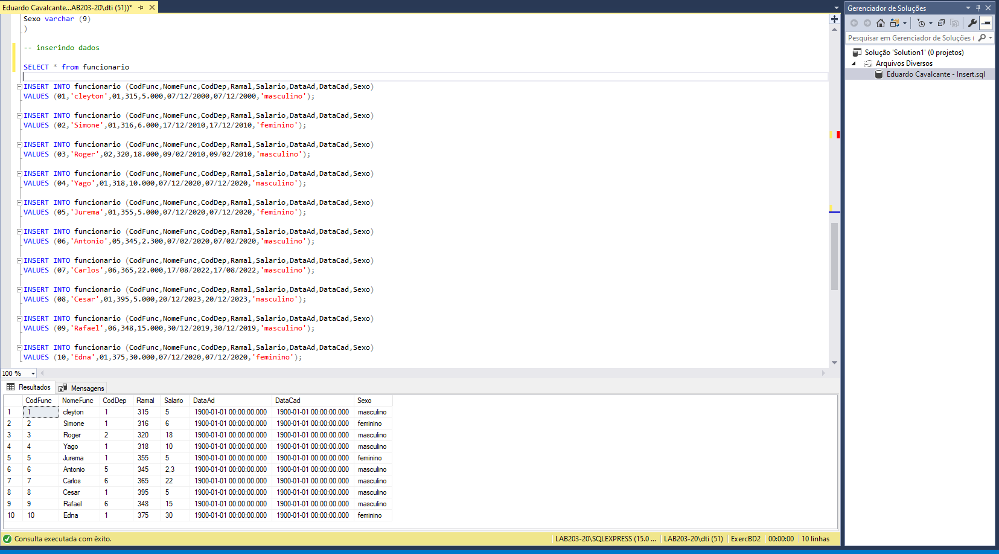 Eduardo Cavalcante...AB203-20\dti (51))*
Sexo varchar (9)
)
-- inserindo dados
SELECT * from funcionario
INSERT INTO funcionario (CodFunc,NomeFunc,CodDep,Ramal,Salario,DataAd,DataCad,Sexo)
VALUES (01,'cleyton',01,315,5.000,07/12/2000,07/12/2000,'masculino');
INSERT INTO funcionario (CodFunc,NomeFunc,CodDep,Ramal,Salario,DataAd,DataCad,Sexo)
VALUES (02,'Simone',01,316,6.000,17/12/2010,17/12/2010,'feminino');
INSERT INTO funcionario (CodFunc,NomeFunc,CodDep,Ramal,Salario,DataAd,DataCad,Sexo)
VALUES (03,'Roger',02,320,18.000,09/02/2010,09/02/2010,'masculino');
INSERT INTO funcionario (CodFunc,NomeFunc,CodDep,Ramal,Salario,DataAd,DataCad,Sexo)
VALUES (04,'Yago',01,318,10.000,07/12/2020,07/12/2020,'masculino');
INSERT INTO funcionario (CodFunc,NomeFunc,CodDep,Ramal,Salario,DataAd,DataCad,Sexo)
VALUES (05,'Jurema',01,355,5.000,07/12/2020,07/12/2020,'feminino');
INSERT INTO funcionario (CodFunc,NomeFunc,CodDep,Ramal,Salario,DataAd,DataCad,Sexo)
VALUES (06,'Antonio',05,345,2.300,07/02/2020,07/02/2020,'masculino');
INSERT INTO funcionario (CodFunc,NomeFunc,CodDep,Ramal,Salario,DataAd,DataCad,Sexo)
VALUES (07,'Carlos',06,365,22.000,17/08/2022,17/08/2022,'masculino');
INSERT INTO funcionario (CodFunc,NomeFunc,CodDep,Ramal,Salario,DataAd,DataCad,Sexo)
VALUES (08,'Cesar',01,395,5.000,20/12/2023,20/12/2023,'masculino');
INSERT INTO funcionario (CodFunc,NomeFunc,CodDep,Ramal,Salario,DataAd,DataCad,Sexo)
VALUES (09,'Rafael',06,348,15.000,30/12/2019,30/12/2019,'masculino');
INSERT INTO funcionario (CodFunc,NomeFunc,CodDep,Ramal,Salario,DataAd,DataCad,Sexo)
VALUES (10,'Edna',01,375,30.000,07/12/2020,07/12/2020,'feminino');
100 %
Resultados Mensagens
CodFunc NomeFunc CodDep Ramal Salario DataAd DataCad Sexo
1 1 cleyton 1 315 5 1900-01-01 00:00:00.000 1900-01-01 00:00:00.000 masculino
2 2 Simone 1 316 6 1900-01-01 00:00:00.000 1900-01-01 00:00:00.000 feminino
3 3 Roger 2 320 18 1900-01-01 00:00:00.000 1900-01-01 00:00:00.000 masculino
4 4 Yago 1 318 10 1900-01-01 00:00:00.000 1900-01-01 00:00:00.000 masculino
5 5 Jurema 1 355 5 1900-01-01 00:00:00.000 1900-01-01 00:00:00.000 feminino
6 6 Antonio 5 345 2,3 1900-01-01 00:00:00.000 1900-01-01 00:00:00.000 masculino
7 7 Carlos 6 365 22 1900-01-01 00:00:00.000 1900-01-01 00:00:00.000 masculino
8 8 Cesar 1 395 5 1900-01-01 00:00:00.000 1900-01-01 00:00:00.000 masculino
9 9 Rafael 6 348 15 1900-01-01 00:00:00.000 1900-01-01 00:00:00.000 masculino
10 10 Edna 1 375 30 1900-01-01 00:00:00.000 1900-01-01 00:00:00.000 feminino
Consulta executada com êxito. LAB203-20\SQLEXPRESS (15.0 ... LAB203-20\dti (51) ExercBD2 00:00:00 10 linhas
Gerenciador de Soluções
Pesquisar em Gerenciador de Soluções (
Solução 'Solution1' (0 projetos)
Arquivos Diversos
Eduardo Cavalcante - Insert.sql